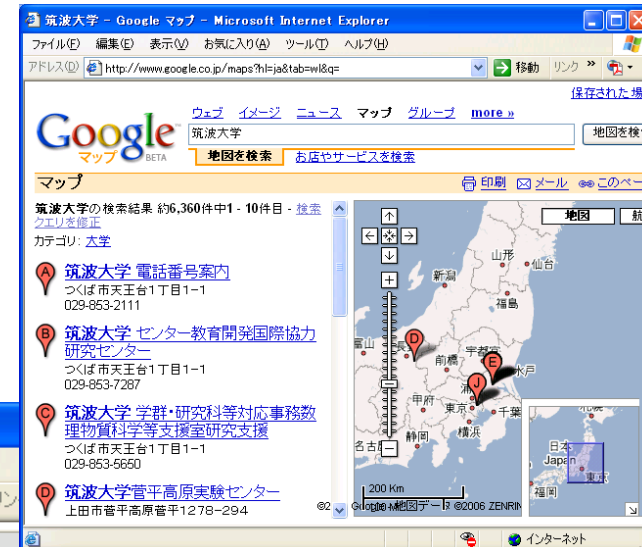 筑波大学 - Google マップ - Microsoft Internet Explorer
ファイル(F) 編集(E) 表示(V) お気に入り(A) ツール(T) ヘルプ(H)
アドレス(D) http://www.google.co.jp/maps?hl=ja&tab=wl&q= 移動 リンク »
保存された場
ウェブ イメージ ニュース マップ グループ more »
Google マップ BETA
筑波大学
地図を検
地図を検索 お店やサービスを検索
マップ
印刷 メール このペー
筑波大学の検索結果 約6,360件中1 - 10件目 - 検索
クエリを修正
カテゴリ: 大学
A 筑波大学 電話番号案内
つくば市天王台1丁目1-1
029-853-2111
B 筑波大学 センター教育開発国際協力
研究センター
つくば市天王台1丁目1-1
029-853-7287
C 筑波大学 学群・研究科等対応事務数
理物質科学等支援室研究支援
つくば市天王台1丁目1-1
029-853-5650
D 筑波大学菅平高原実験センター
上田市菅平高原菅平1278-294
地図 航
山形
仙台
新潟
福島
富山
D
宇都宮
E
前橋
水戸
J
甲府
東京
千葉
静岡
横浜
名古
日本
Japan
東京
福岡
200 Km
地図データ ©2006 ZENRIN
インターネット